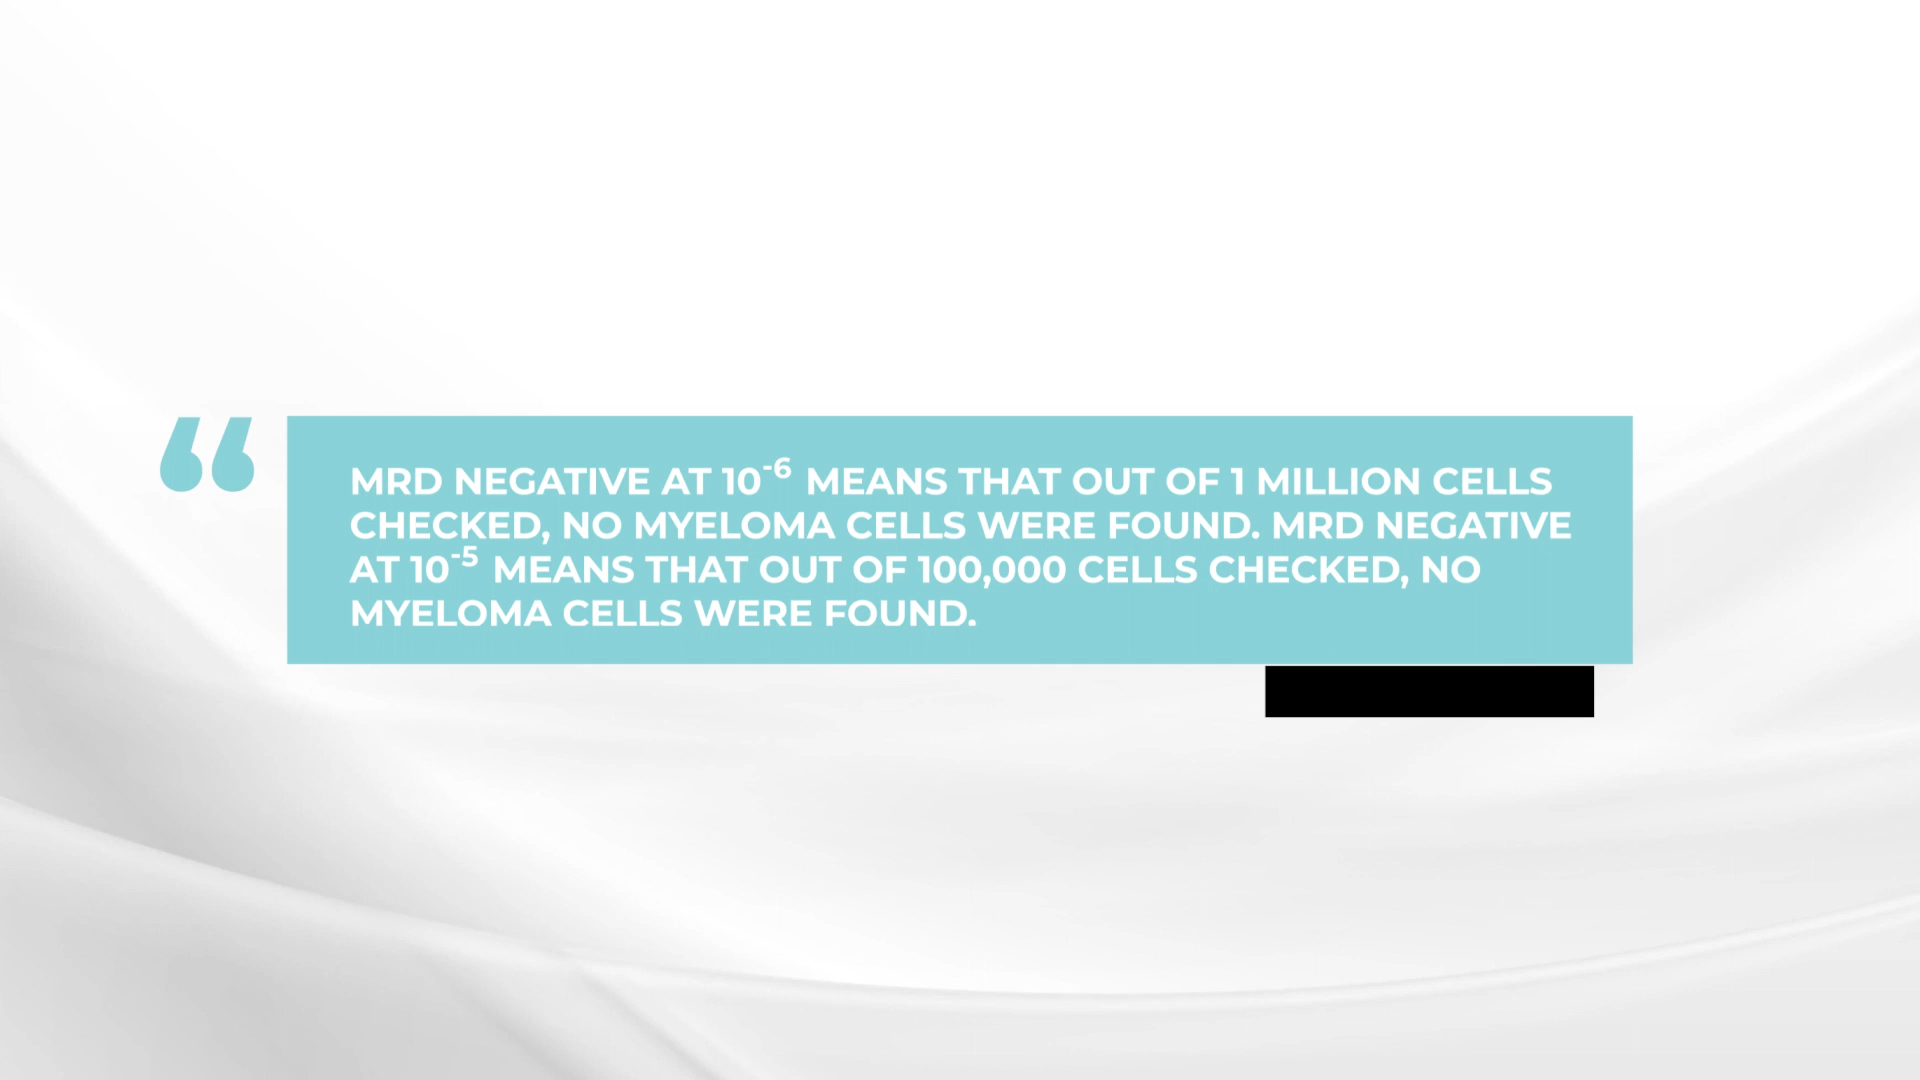 “
MRD NEGATIVE AT 10⁻⁶ MEANS THAT OUT OF 1 MILLION CELLS
CHECKED, NO MYELOMA CELLS WERE FOUND. MRD NEGATIVE
AT 10⁻⁵ MEANS THAT OUT OF 100,000 CELLS CHECKED, NO
MYELOMA CELLS WERE FOUND.